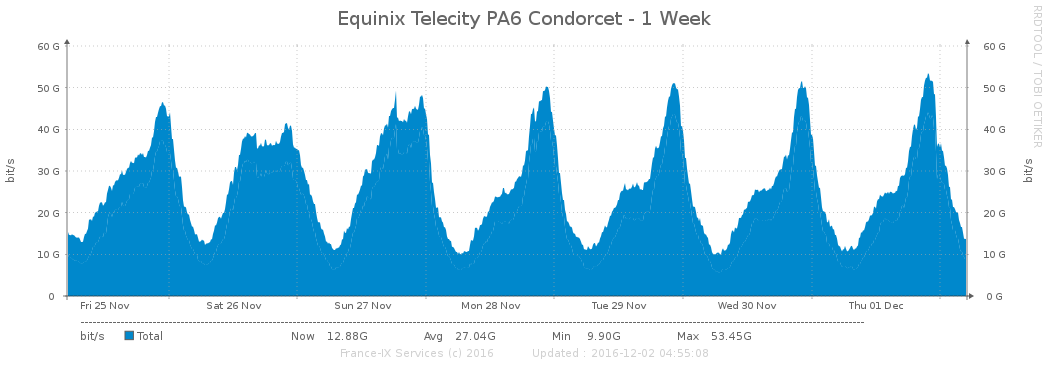 Equinix Telecity PA6 Condorcet - 1 Week
RRDTOOL / TOBI OETIKER
60 G 60 G
50 G 50 G
40 G 40 G
30 G 30 G
20 G 20 G
10 G 10 G
0 0 G
bit/s bit/s
Fri 25 Nov Sat 26 Nov Sun 27 Nov Mon 28 Nov Tue 29 Nov Wed 30 Nov Thu 01 Dec
bit/s Total Now 12.88G Avg 27.04G Min 9.90G Max 53.45G
France-IX Services (c) 2016 Updated : 2016-12-02 04:55:08